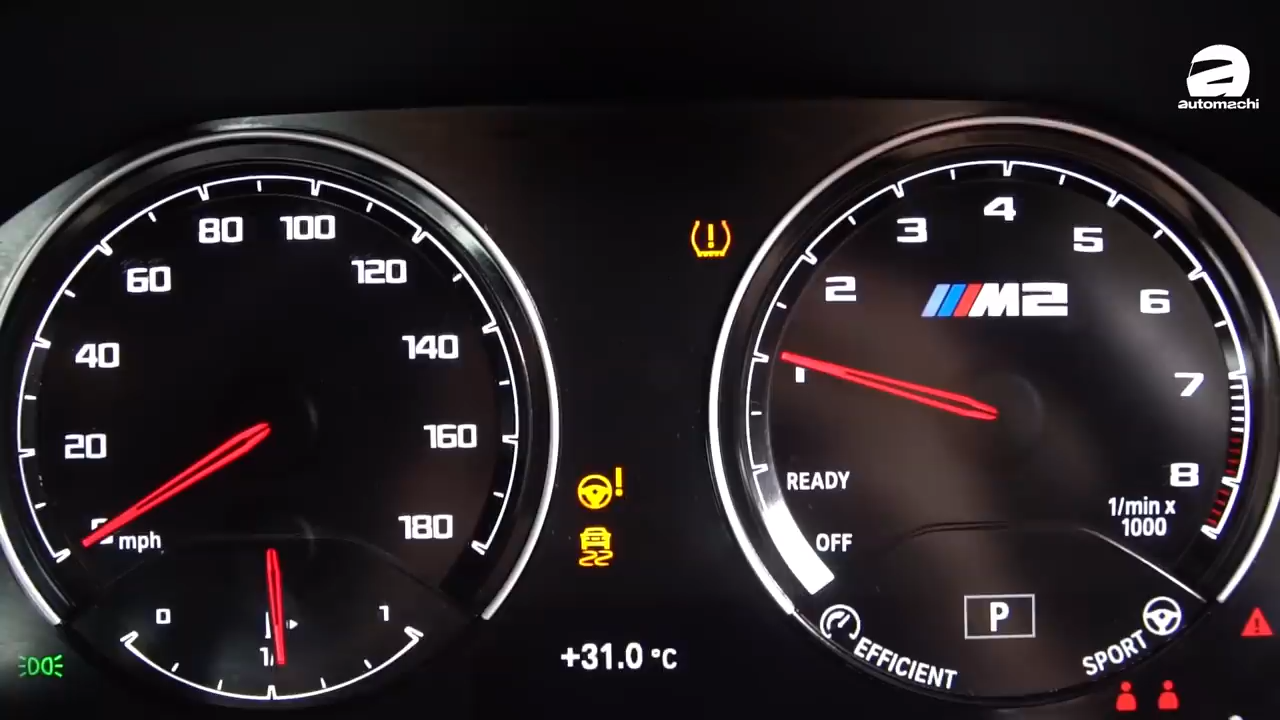 automachi
80 100
60 120
40 140
20 160
180
mph
0 1
+31.0 °C
4
3 5
2 6
M2
1 7
READY 8
1/min x
1000
OFF
P
EFFICIENT
SPORT